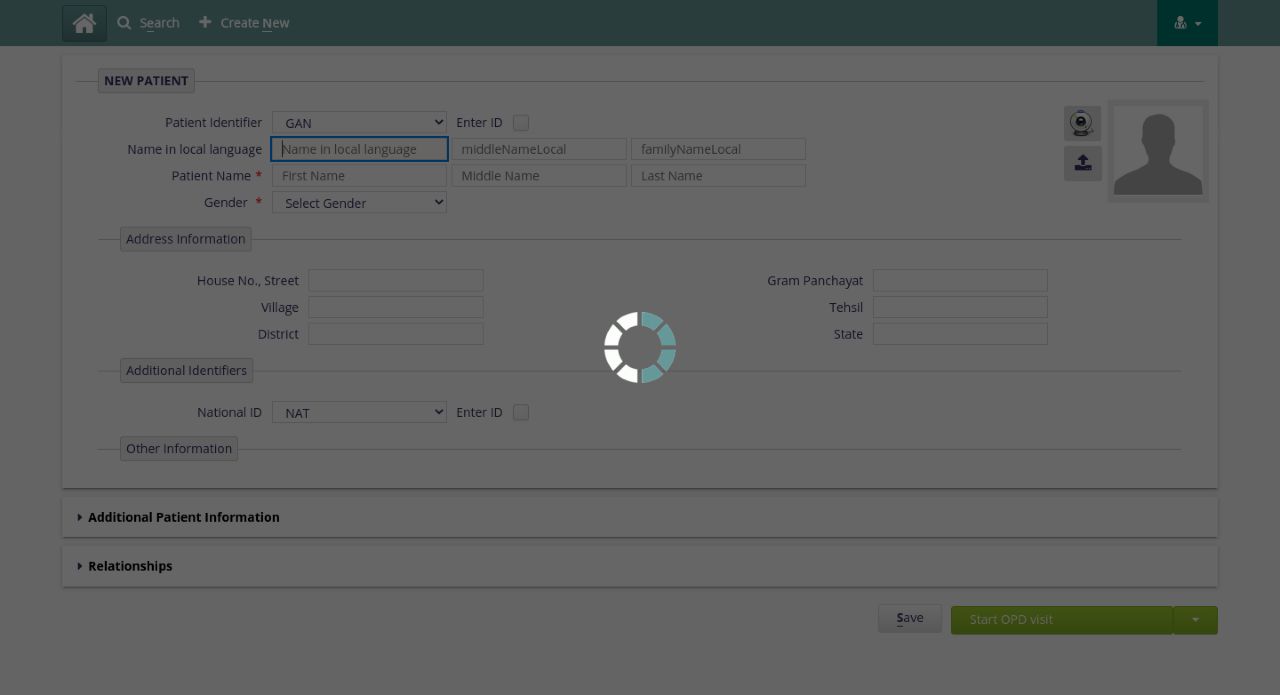 Search Create New
NEW PATIENT
Patient Identifier GAN Enter ID
Name in local language Name in local language middleNameLocal familyNameLocal
Patient Name * First Name Middle Name Last Name
Gender * Select Gender
Address Information
House No., Street Gram Panchayat
Village Tehsil
District State
Additional Identifiers
National ID NAT Enter ID
Other Information
Additional Patient Information
Relationships
Save Start OPD visit